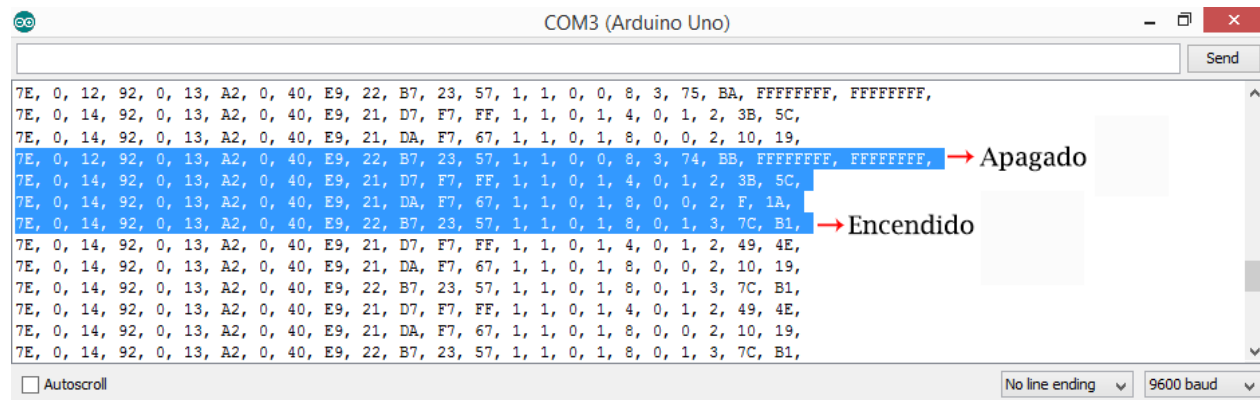 COM3 (Arduino Uno)
Send
7E, 0, 12, 92, 0, 13, A2, 0, 40, E9, 22, B7, 23, 57, 1, 1, 0, 0, 8, 3, 75, BA, FFFFFFFF, FFFFFFFF,
7E, 0, 14, 92, 0, 13, A2, 0, 40, E9, 21, D7, F7, FF, 1, 1, 0, 1, 4, 0, 1, 2, 3B, 5C,
7E, 0, 14, 92, 0, 13, A2, 0, 40, E9, 21, DA, F7, 67, 1, 1, 0, 1, 8, 0, 0, 2, 10, 19,
7E, 0, 12, 92, 0, 13, A2, 0, 40, E9, 22, B7, 23, 57, 1, 1, 0, 0, 8, 3, 74, BB, FFFFFFFF, FFFFFFFF, → Apagado
7E, 0, 14, 92, 0, 13, A2, 0, 40, E9, 21, D7, F7, FF, 1, 1, 0, 1, 4, 0, 1, 2, 3B, 5C,
7E, 0, 14, 92, 0, 13, A2, 0, 40, E9, 21, DA, F7, 67, 1, 1, 0, 1, 8, 0, 0, 2, F, 1A,
7E, 0, 14, 92, 0, 13, A2, 0, 40, E9, 22, B7, 23, 57, 1, 1, 0, 1, 8, 0, 1, 3, 7C, B1, → Encendido
7E, 0, 14, 92, 0, 13, A2, 0, 40, E9, 21, D7, F7, FF, 1, 1, 0, 1, 4, 0, 1, 2, 49, 4E,
7E, 0, 14, 92, 0, 13, A2, 0, 40, E9, 21, DA, F7, 67, 1, 1, 0, 1, 8, 0, 0, 2, 10, 19,
7E, 0, 14, 92, 0, 13, A2, 0, 40, E9, 22, B7, 23, 57, 1, 1, 0, 1, 8, 0, 1, 3, 7C, B1,
7E, 0, 14, 92, 0, 13, A2, 0, 40, E9, 21, D7, F7, FF, 1, 1, 0, 1, 4, 0, 1, 2, 49, 4E,
7E, 0, 14, 92, 0, 13, A2, 0, 40, E9, 21, DA, F7, 67, 1, 1, 0, 1, 8, 0, 0, 2, 10, 19,
7E, 0, 14, 92, 0, 13, A2, 0, 40, E9, 22, B7, 23, 57, 1, 1, 0, 1, 8, 0, 1, 3, 7C, B1,
Autoscroll No line ending 9600 baud